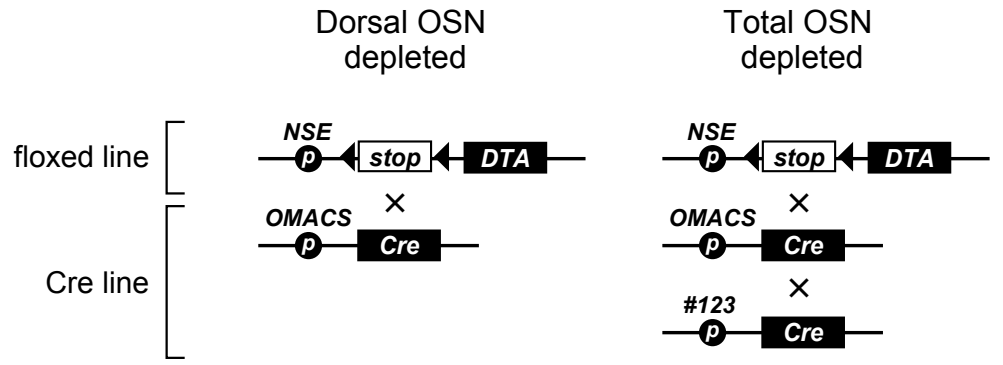 Dorsal OSN
depleted
Total OSN
depleted
floxed line
NSE
p stop DTA
NSE
p stop DTA
×
×
Cre line
OMACS
p Cre
OMACS
p Cre
×
#123
p Cre